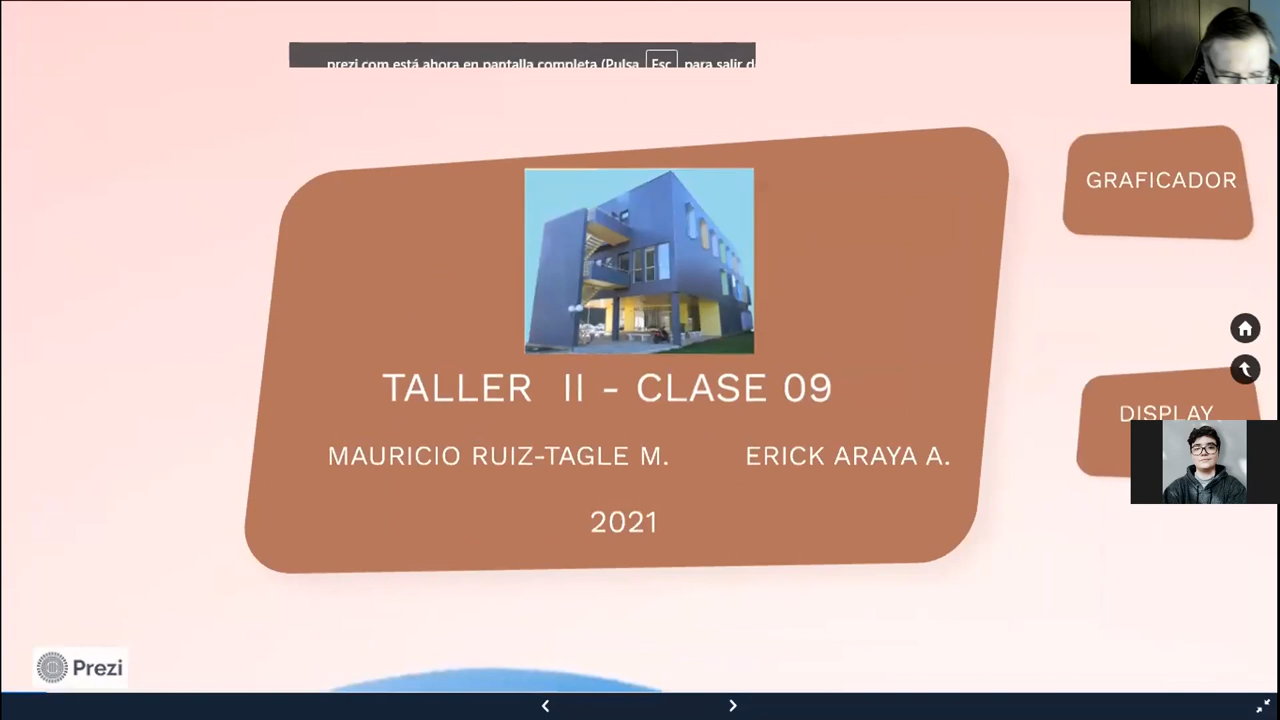 prezi.com está ahora en pantalla completa (Pulsa Esc para salir d
GRAFICADOR
TALLER II - CLASE 09
DISPLAY
MAURICIO RUIZ-TAGLE M. ERICK ARAYA A.
2021
Prezi